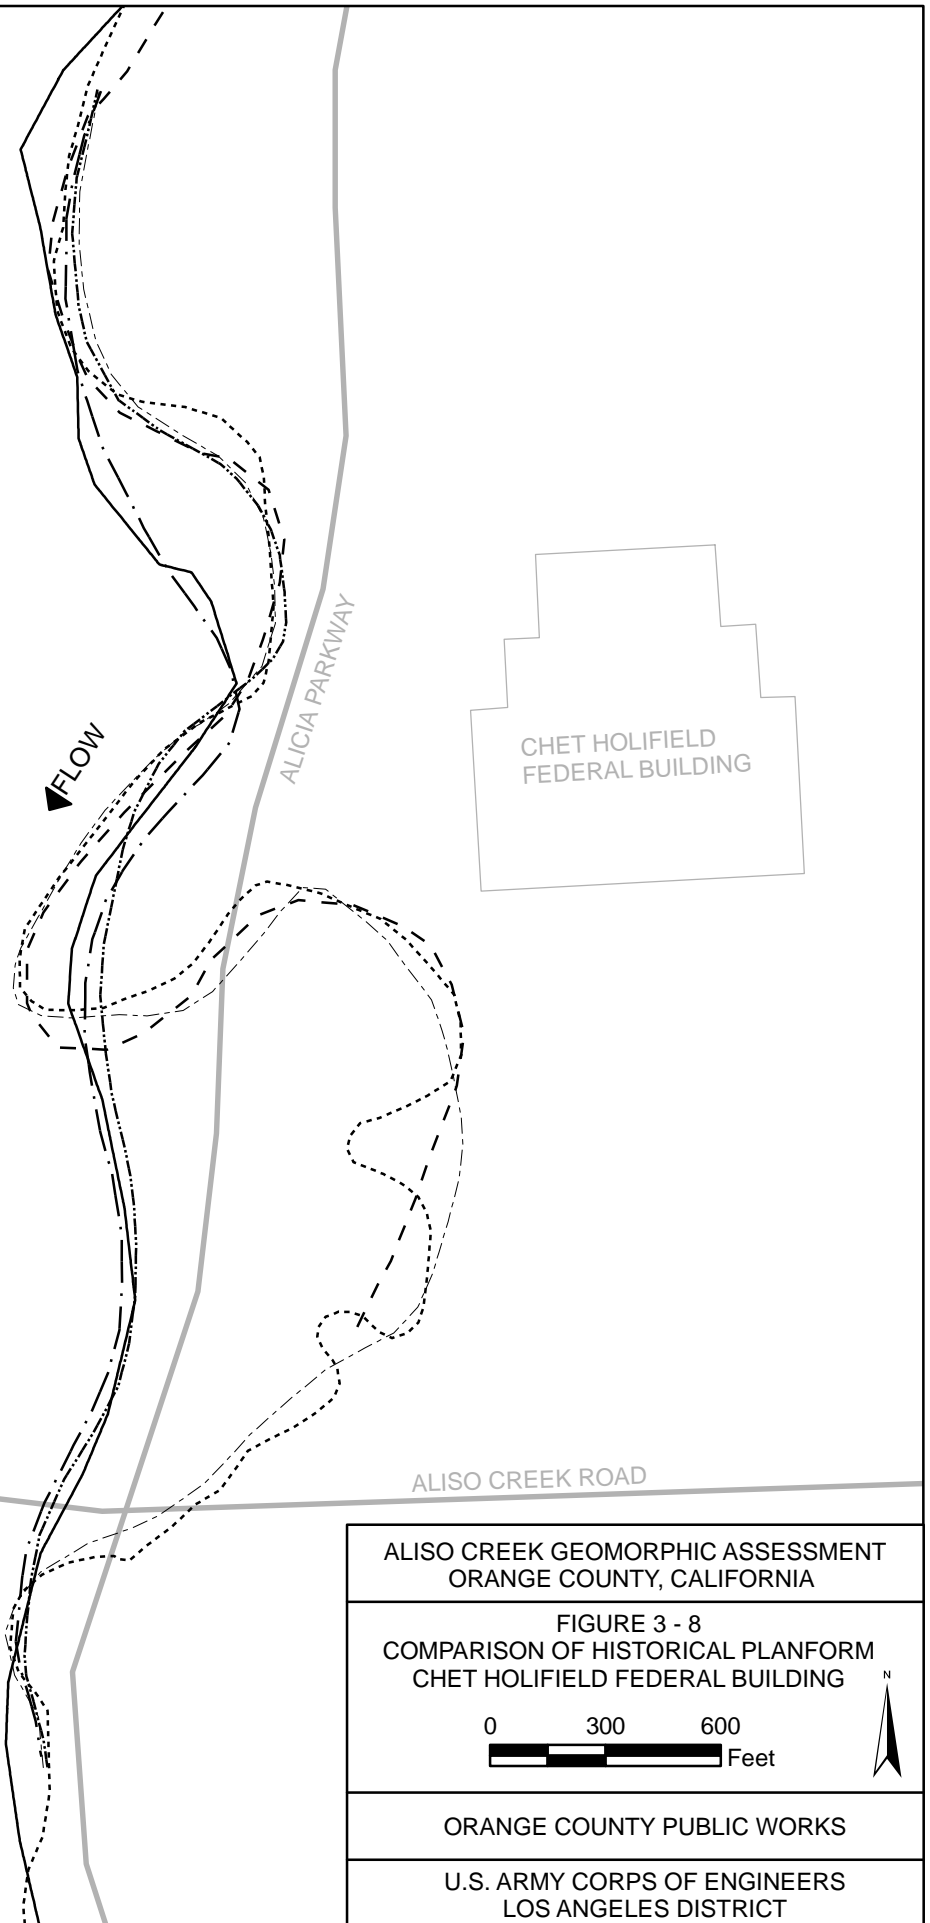 ALICIA PARKWAY
FLOW
CHET HOLIFIELD
FEDERAL BUILDING
ALISO CREEK ROAD
ALISO CREEK GEOMORPHIC ASSESSMENT
ORANGE COUNTY, CALIFORNIA
FIGURE 3 - 8
COMPARISON OF HISTORICAL PLANFORM
CHET HOLIFIELD FEDERAL BUILDING
N
0 300 600
Feet
ORANGE COUNTY PUBLIC WORKS
U.S. ARMY CORPS OF ENGINEERS
LOS ANGELES DISTRICT